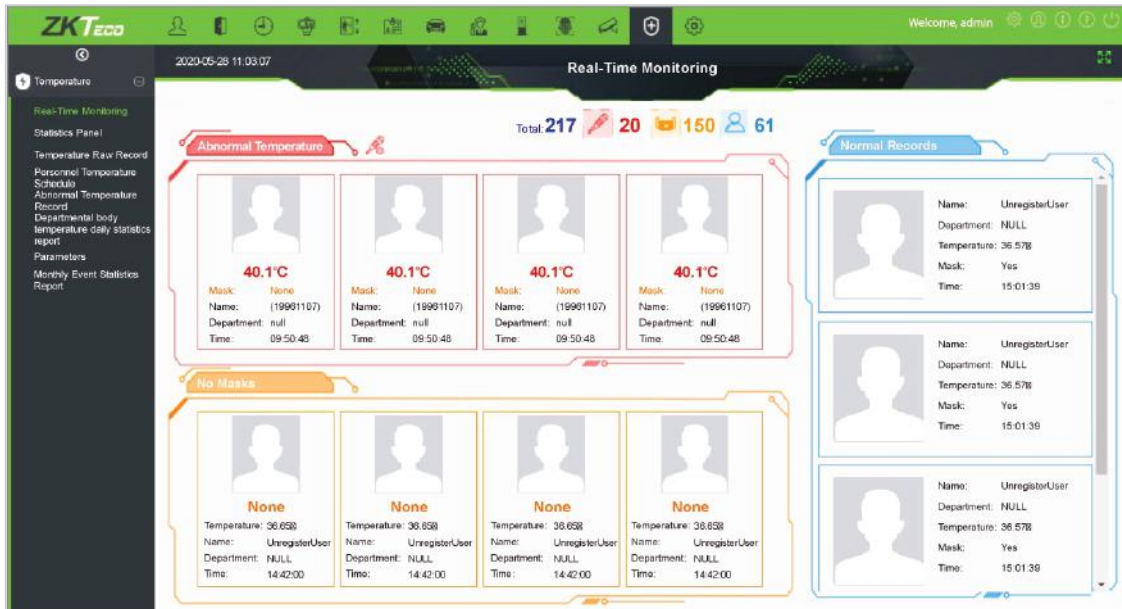 ZKTeco
Welcome, admin
2020-05-28 11:03:07
Real-Time Monitoring
Temperature
Real-Time Monitoring
Statistics Panel
Temperature Raw Record
Personnel Temperature
Schedule
Abnormal Temperature
Record
Departmental body
temperature daily statistics
report
Parameters
Monthly Event Statistics
Report
Total:217 20 150 61
Abnormal Temperature
40.1°C
Mask: None
Name: (19961107)
Department: null
Time: 09:50:48
40.1°C
Mask: None
Name: (19961107)
Department: null
Time: 09:50:48
40.1°C
Mask: None
Name: (19961107)
Department: null
Time: 09:50:48
40.1°C
Mask: None
Name: (19961107)
Department: null
Time: 09:50:48
No Masks
None
Temperature: 36.65
Name: UnregisterUser
Department: NULL
Time: 14:42:00
None
Temperature: 36.65
Name: UnregisterUser
Department: NULL
Time: 14:42:00
None
Temperature: 36.65
Name: UnregisterUser
Department: NULL
Time: 14:42:00
None
Temperature: 36.65
Name: UnregisterUser
Department: NULL
Time: 14:42:00
Normal Records
Name: UnregisterUser
Department: NULL
Temperature: 36.57
Mask: Yes
Time: 15:01:39
Name: UnregisterUser
Department: NULL
Temperature: 36.57
Mask: Yes
Time: 15:01:39
Name: UnregisterUser
Department: NULL
Temperature: 36.57
Mask: Yes
Time: 15:01:39